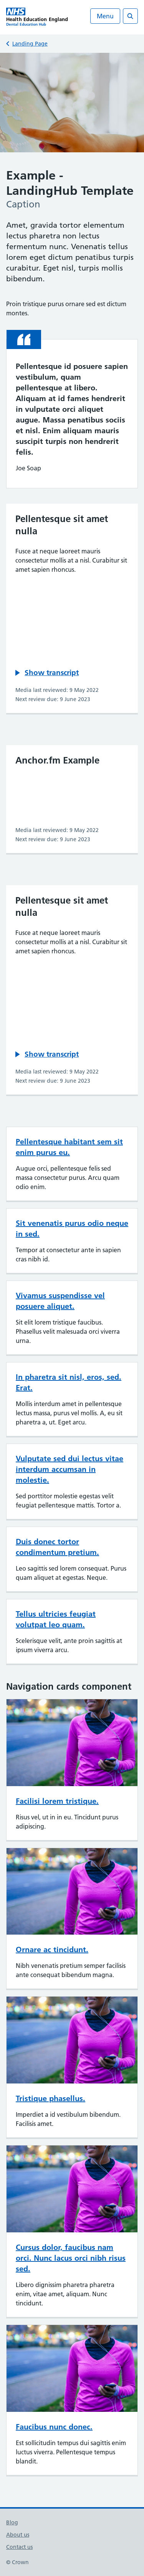 NHS
Health Education England
Dental Education Hub
Menu
Landing Page
Example -
LandingHub Template
Caption
Amet, gravida tortor elementum
lectus pharetra non lectus
fermentum nunc. Venenatis tellus
lorem eget dictum penatibus turpis
curabitur. Eget nisl, turpis mollis
bibendum.
Proin tristique purus ornare sed est dictum
montes.
Pellentesque id posuere sapien
vestibulum, quam
pellentesque at libero.
Aliquam at id fames hendrerit
in vulputate orci aliquet
augue. Massa penatibus sociis
et nisl. Enim aliquam mauris
suscipit turpis non hendrerit
felis.
Joe Soap
Pellentesque sit amet
nulla
Fusce at neque laoreet mauris
consectetur mollis a ut nisl. Curabitur sit
amet sapien rhoncus.
Show transcript
Media last reviewed: 9 May 2022
Next review due: 9 June 2023
Anchor.fm Example
Media last reviewed: 9 May 2022
Next review due: 9 June 2023
Pellentesque sit amet
nulla
Fusce at neque laoreet mauris
consectetur mollis a ut nisl. Curabitur sit
amet sapien rhoncus.
Show transcript
Media last reviewed: 9 May 2022
Next review due: 9 June 2023
Pellentesque habitant sem sit
enim purus eu.
Augue orci, pellentesque felis sed
massa consectetur purus. Arcu quam
odio enim.
Sit venenatis purus odio neque
in sed.
Tempor at consectetur ante in sapien
cras nibh id.
Vivamus suspendisse vel
posuere aliquet.
Sit elit lorem tristique faucibus.
Phasellus velit malesuada orci viverra
urna.
In pharetra sit nisl, eros, sed.
Erat.
Mollis interdum amet in pellentesque
lectus massa, purus vel mollis. A, eu sit
pharetra a, ut. Eget arcu.
Vulputate sed dui lectus vitae
interdum accumsan in
molestie.
Sed porttitor molestie egestas velit
feugiat pellentesque mattis. Tortor a.
Duis donec tortor
condimentum pretium.
Leo sagittis sed lorem consequat. Purus
quam aliquet at egestas. Neque.
Tellus ultricies feugiat
volutpat leo quam.
Scelerisque velit, ante proin sagittis at
ipsum viverra arcu.
Navigation cards component
Facilisi lorem tristique.
Risus vel, ut in in eu. Tincidunt purus
adipiscing.
Ornare ac tincidunt.
Nibh venenatis pretium semper facilisis
ante consequat bibendum magna.
Tristique phasellus.
Imperdiet a id vestibulum bibendum.
Facilisis amet.
Cursus dolor, faucibus nam
orci. Nunc lacus orci nibh risus
sed.
Libero dignissim pharetra pharetra
enim, vitae amet, aliquam. Nunc
tincidunt.
Faucibus nunc donec.
Est sollicitudin tempus dui sagittis enim
luctus viverra. Pellentesque tempus
blandit.
Blog
About us
Contact us
© Crown